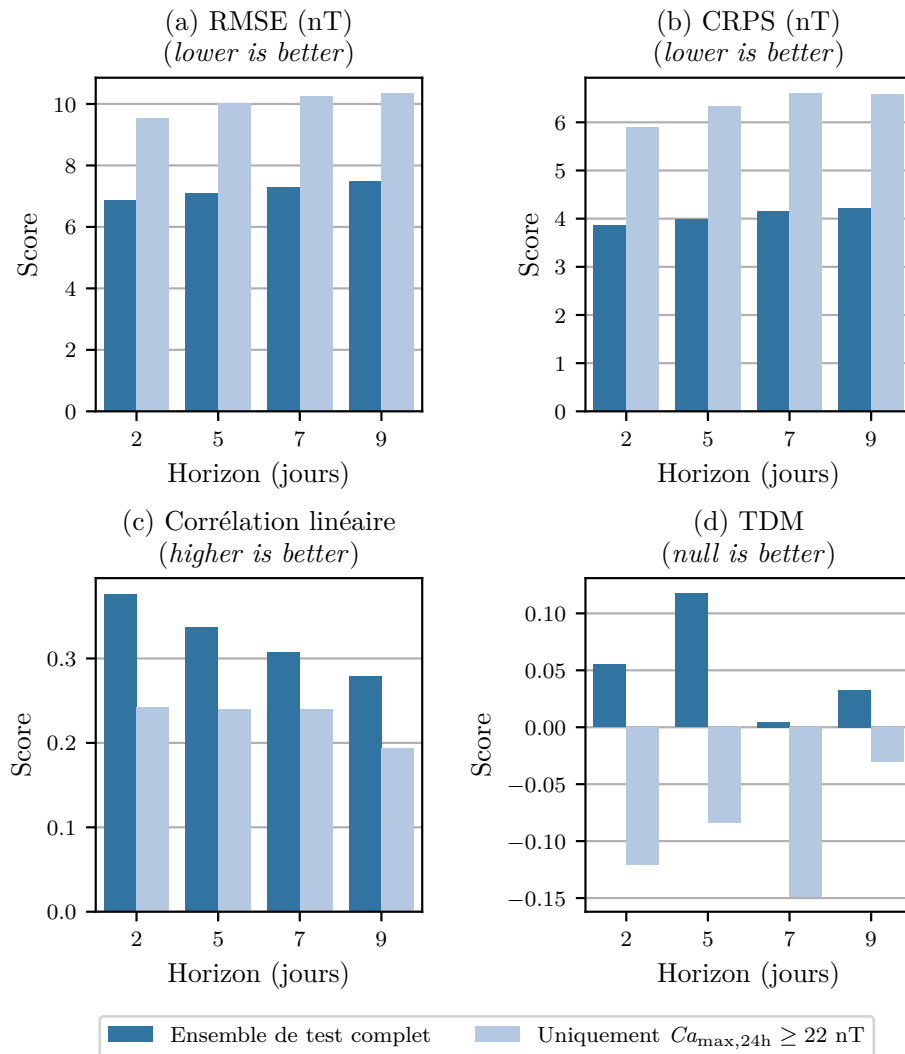 (a) RMSE (nT)
(lower is better)
10
8
6
4
2
0
Score
2 5 7 9
Horizon (jours)
(b) CRPS (nT)
(lower is better)
6
5
4
3
2
1
0
Score
2 5 7 9
Horizon (jours)
(c) Corrélation linéaire
(higher is better)
0.3
0.2
0.1
0.0
Score
2 5 7 9
Horizon (jours)
(d) TDM
(null is better)
0.10
0.05
0.00
−0.05
−0.10
−0.15
Score
2 5 7 9
Horizon (jours)
Ensemble de test complet
Uniquement Ca_max,24h ≥ 22 nT